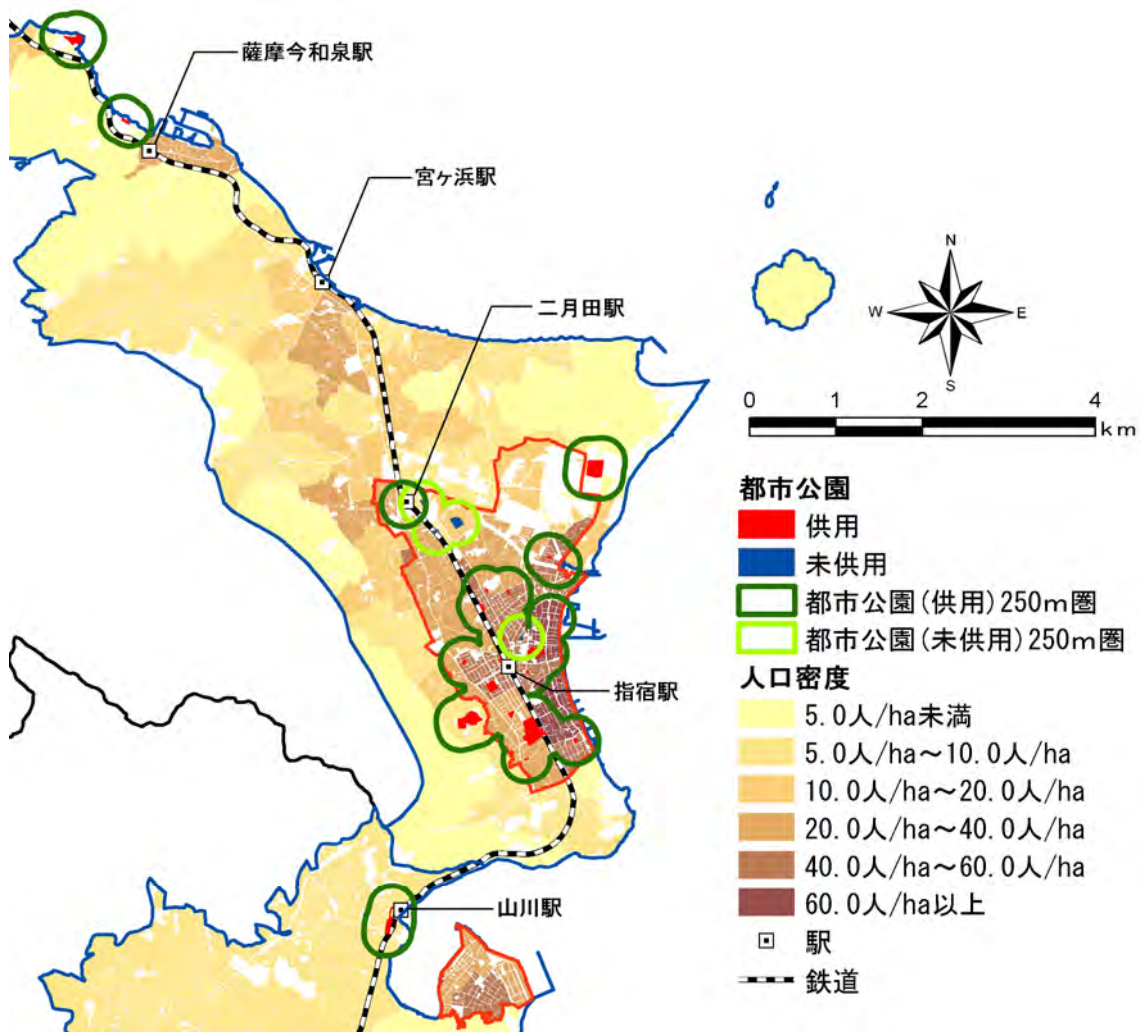 薩摩今和泉駅
宮ヶ浜駅
二月田駅
指宿駅
山川駅
N
W
E
S
0 1 2 4
km
都市公園
供用
未供用
都市公園(供用)250m圏
都市公園(未供用)250m圏
人口密度
5.0人/ha未満
5.0人/ha～10.0人/ha
10.0人/ha～20.0人/ha
20.0人/ha～40.0人/ha
40.0人/ha～60.0人/ha
60.0人/ha以上
駅
鉄道